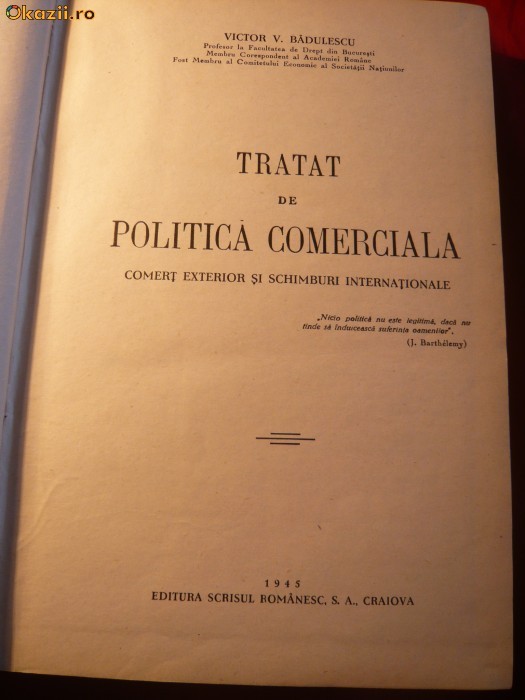 Okazii.ro
VICTOR V. BĂDULESCU
Profesor la Facultatea de Drept din București
Membru Corespondent al Academiei Române
Fost Membru al Comitetului Economic al Societății Națiunilor
TRATAT
DE
POLITICĂ COMERCIALA
COMERȚ EXTERIOR ȘI SCHIMBURI INTERNAȚIONALE
„Nicio politică nu este legitimă, dacă nu
tinde să înducească suferința oamenilor".
(J. Barthélemy)
1945
EDITURA SCRISUL ROMÂNESC, S. A., CRAIOVA